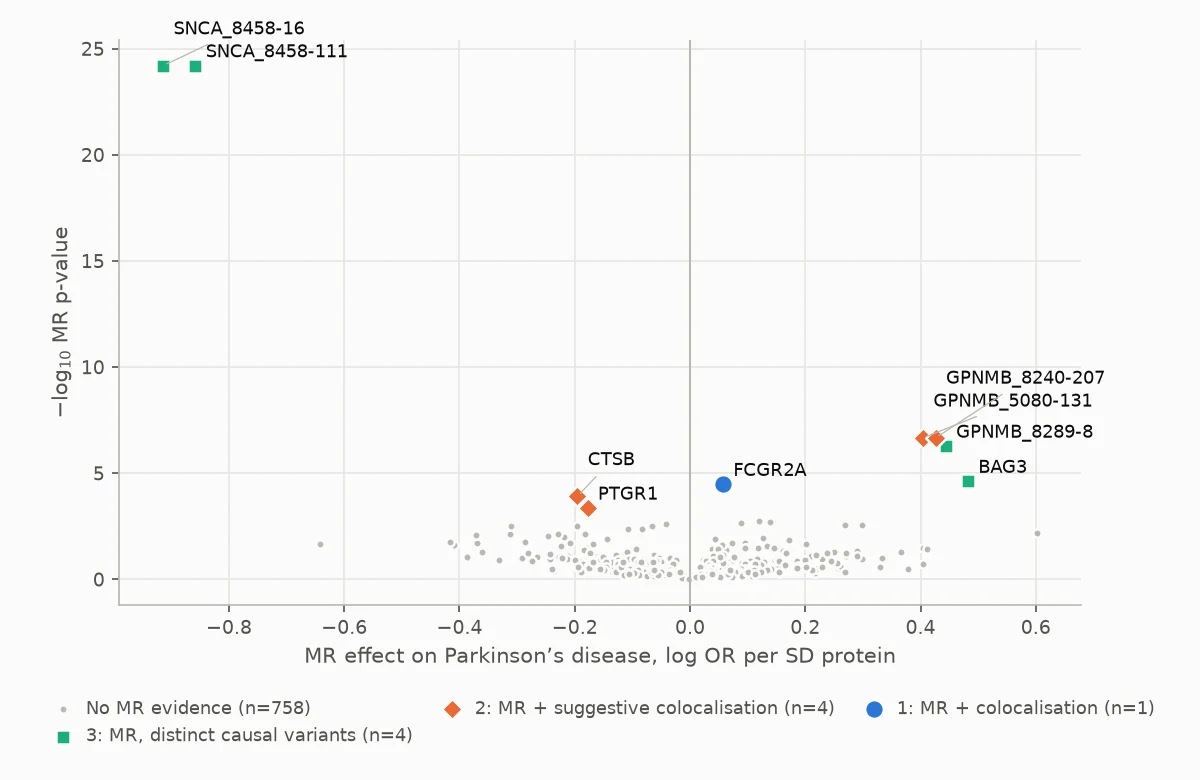 SNCA_8458-16
SNCA_8458-111
25
20
15
10
5
0
−log10 MR p-value
GPNMB_8240-207
GPNMB_5080-131
GPNMB_8289-8
BAG3
FCGR2A
CTSB
PTGR1
−0.8 −0.6 −0.4 −0.2 0.0 0.2 0.4 0.6
MR effect on Parkinson’s disease, log OR per SD protein
No MR evidence (n=758) 2: MR + suggestive colocalisation (n=4) 1: MR + colocalisation (n=1)
3: MR, distinct causal variants (n=4)